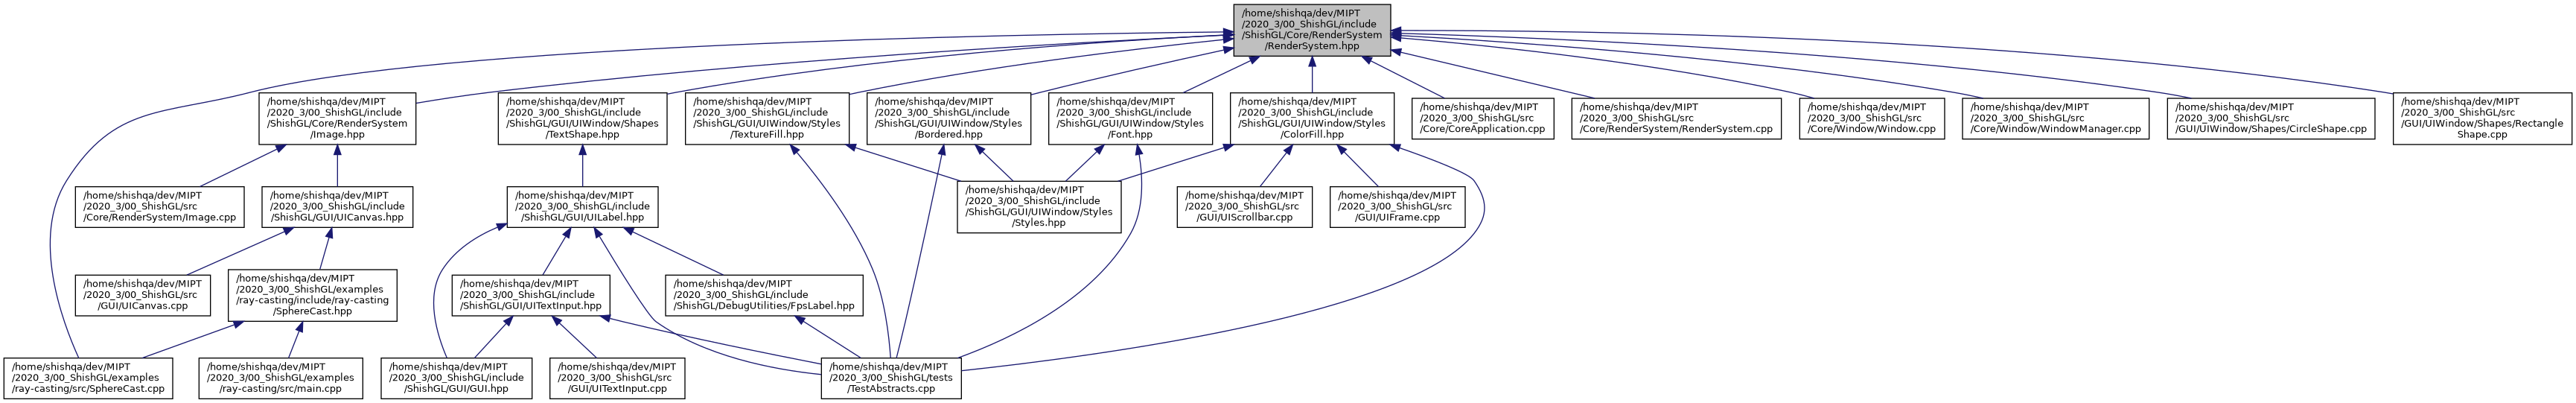 /home/shishqa/dev/MIPT
/2020_3/00_ShishGL/include
/ShishGL/Core/RenderSystem
/RenderSystem.hpp
/home/shishqa/dev/MIPT
/2020_3/00_ShishGL/include
/ShishGL/Core/RenderSystem
/Image.hpp
/home/shishqa/dev/MIPT
/2020_3/00_ShishGL/include
/ShishGL/GUI/UIWindow/Shapes
/TextShape.hpp
/home/shishqa/dev/MIPT
/2020_3/00_ShishGL/include
/ShishGL/GUI/UIWindow/Styles
/TextureFill.hpp
/home/shishqa/dev/MIPT
/2020_3/00_ShishGL/include
/ShishGL/GUI/UIWindow/Styles
/Bordered.hpp
/home/shishqa/dev/MIPT
/2020_3/00_ShishGL/include
/ShishGL/GUI/UIWindow/Styles
/Font.hpp
/home/shishqa/dev/MIPT
/2020_3/00_ShishGL/include
/ShishGL/GUI/UIWindow/Styles
/ColorFill.hpp
/home/shishqa/dev/MIPT
/2020_3/00_ShishGL/src
/Core/CoreApplication.cpp
/home/shishqa/dev/MIPT
/2020_3/00_ShishGL/src
/Core/RenderSystem/RenderSystem.cpp
/home/shishqa/dev/MIPT
/2020_3/00_ShishGL/src
/Core/Window/Window.cpp
/home/shishqa/dev/MIPT
/2020_3/00_ShishGL/src
/Core/Window/WindowManager.cpp
/home/shishqa/dev/MIPT
/2020_3/00_ShishGL/src
/GUI/UIWindow/Shapes/CircleShape.cpp
/home/shishqa/dev/MIPT
/2020_3/00_ShishGL/src
/GUI/UIWindow/Shapes/Rectangle
Shape.cpp
/home/shishqa/dev/MIPT
/2020_3/00_ShishGL/src
/Core/RenderSystem/Image.cpp
/home/shishqa/dev/MIPT
/2020_3/00_ShishGL/include
/ShishGL/GUI/UICanvas.hpp
/home/shishqa/dev/MIPT
/2020_3/00_ShishGL/include
/ShishGL/GUI/UILabel.hpp
/home/shishqa/dev/MIPT
/2020_3/00_ShishGL/include
/ShishGL/GUI/UIWindow/Styles
/Styles.hpp
/home/shishqa/dev/MIPT
/2020_3/00_ShishGL/src
/GUI/UIScrollbar.cpp
/home/shishqa/dev/MIPT
/2020_3/00_ShishGL/src
/GUI/UIFrame.cpp
/home/shishqa/dev/MIPT
/2020_3/00_ShishGL/src
/GUI/UICanvas.cpp
/home/shishqa/dev/MIPT
/2020_3/00_ShishGL/examples
/ray-casting/include/ray-casting
/SphereCast.hpp
/home/shishqa/dev/MIPT
/2020_3/00_ShishGL/include
/ShishGL/GUI/UITextInput.hpp
/home/shishqa/dev/MIPT
/2020_3/00_ShishGL/include
/ShishGL/DebugUtilities/FpsLabel.hpp
/home/shishqa/dev/MIPT
/2020_3/00_ShishGL/examples
/ray-casting/src/SphereCast.cpp
/home/shishqa/dev/MIPT
/2020_3/00_ShishGL/examples
/ray-casting/src/main.cpp
/home/shishqa/dev/MIPT
/2020_3/00_ShishGL/include
/ShishGL/GUI/GUI.hpp
/home/shishqa/dev/MIPT
/2020_3/00_ShishGL/src
/GUI/UITextInput.cpp
/home/shishqa/dev/MIPT
/2020_3/00_ShishGL/tests
/TestAbstracts.cpp